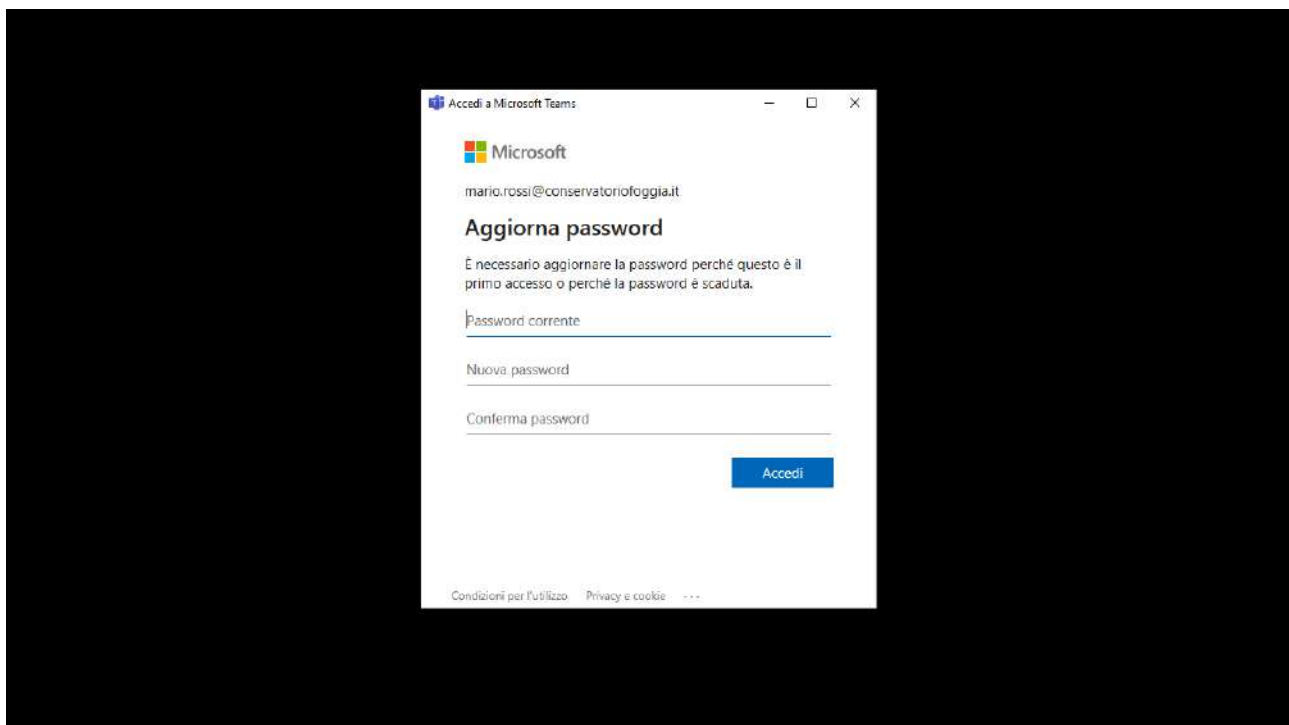 Accedi a Microsoft Teams
Microsoft
mario.rossi@conservatoriofoggia.it
Aggiorna password
È necessario aggiornare la password perché questo è il
primo accesso o perché la password è scaduta.
Password corrente
Nuova password
Conferma password
Accedi
Condizioni per l'utilizzo Privacy e cookie ...